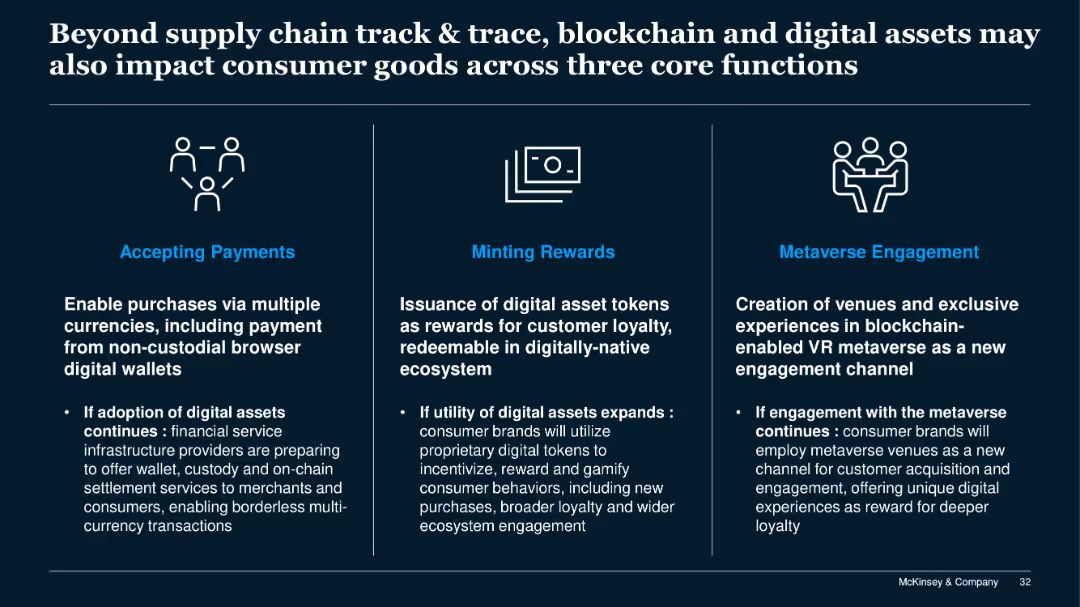 Beyond supply chain track & trace, blockchain and digital assets may
also impact consumer goods across three core functions
Accepting Payments
Enable purchases via multiple
currencies, including payment
from non-custodial browser
digital wallets
• If adoption of digital assets
continues : financial service
infrastructure providers are preparing
to offer wallet, custody and on-chain
settlement services to merchants and
consumers, enabling borderless multi-
currency transactions
Minting Rewards
Issuance of digital asset tokens
as rewards for customer loyalty,
redeemable in digitally-native
ecosystem
• If utility of digital assets expands :
consumer brands will utilize
proprietary digital tokens to
incentivize, reward and gamify
consumer behaviors, including new
purchases, broader loyalty and wider
ecosystem engagement
Metaverse Engagement
Creation of venues and exclusive
experiences in blockchain-
enabled VR metaverse as a new
engagement channel
• If engagement with the metaverse
continues : consumer brands will
employ metaverse venues as a new
channel for customer acquisition and
engagement, offering unique digital
experiences as reward for deeper
loyalty
McKinsey & Company 32